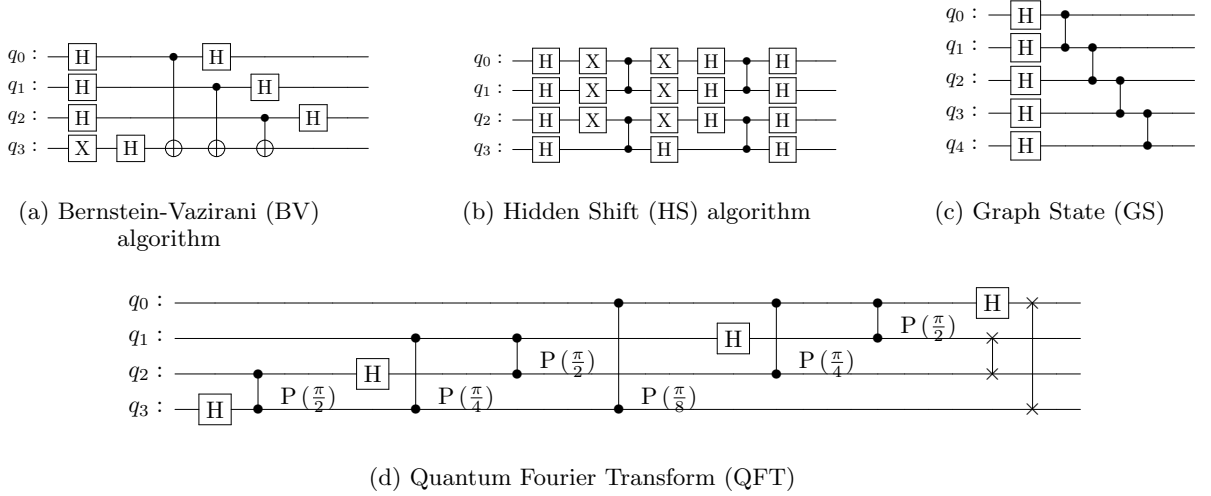 q0 : H H
q1 : H H
q2 : H H
q3 : X H
(a) Bernstein-Vazirani (BV)
algorithm
q0 : H X X H H
q1 : H X X H H
q2 : H X X H H
q3 : H H H
(b) Hidden Shift (HS) algorithm
q0 : H
q1 : H
q2 : H
q3 : H
q4 : H
(c) Graph State (GS)
q0 : H
P (π/2)
q1 : H
P (π/2) P (π/4)
q2 : H
P (π/2) P (π/4) P (π/8)
q3 : H
(d) Quantum Fourier Transform (QFT)